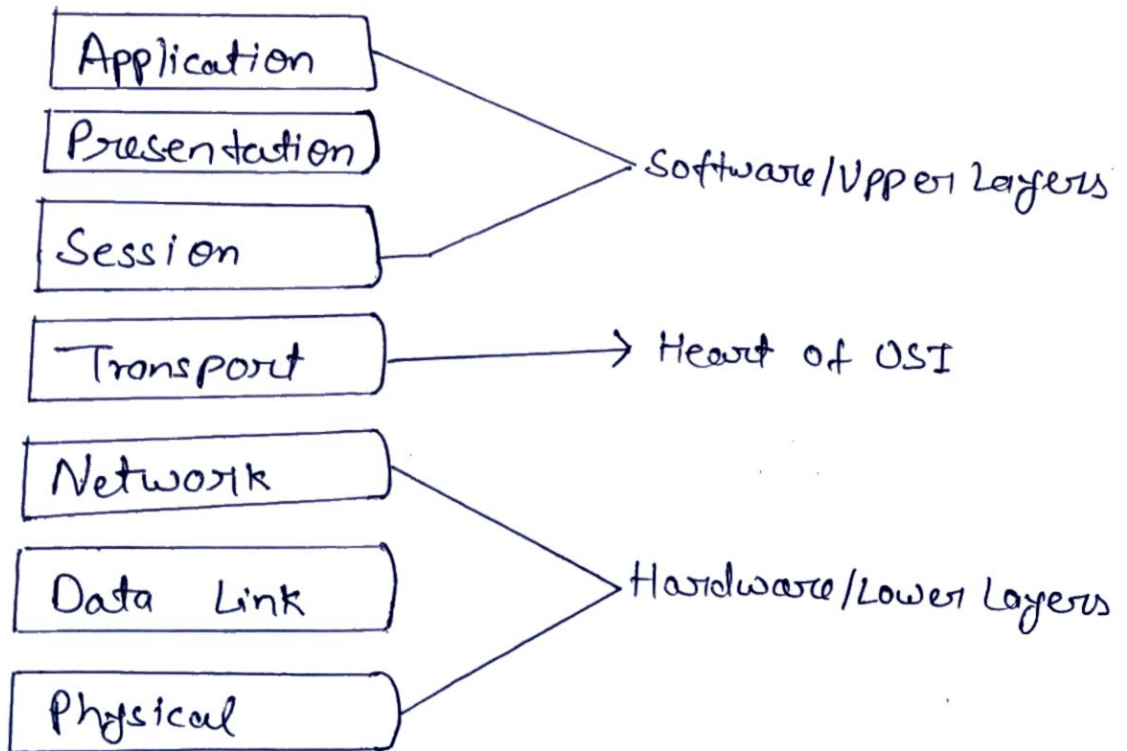 Application
Presentation
Session
Software/Upper Layers
Transport
Heart of OSI
Network
Data Link
Physical
Hardware/Lower Layers